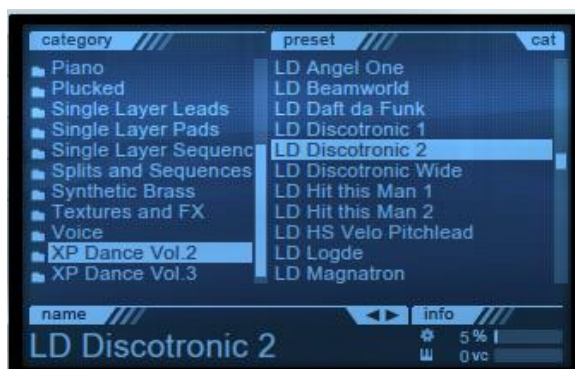 category
preset
cat
Piano
Plucked
Single Layer Leads
Single Layer Pads
Single Layer Sequenc
Splits and Sequences
Synthetic Brass
Textures and FX
Voice
XP Dance Vol.2
XP Dance Vol.3
LD Angel One
LD Beamworld
LD Daft da Funk
LD Discotronic 1
LD Discotronic 2
LD Discotronic Wide
LD Hit this Man 1
LD Hit this Man 2
LD HS Velo Pitchlead
LD Logde
LD Magnatron
name
info
LD Discotronic 2
5 %
0 vc